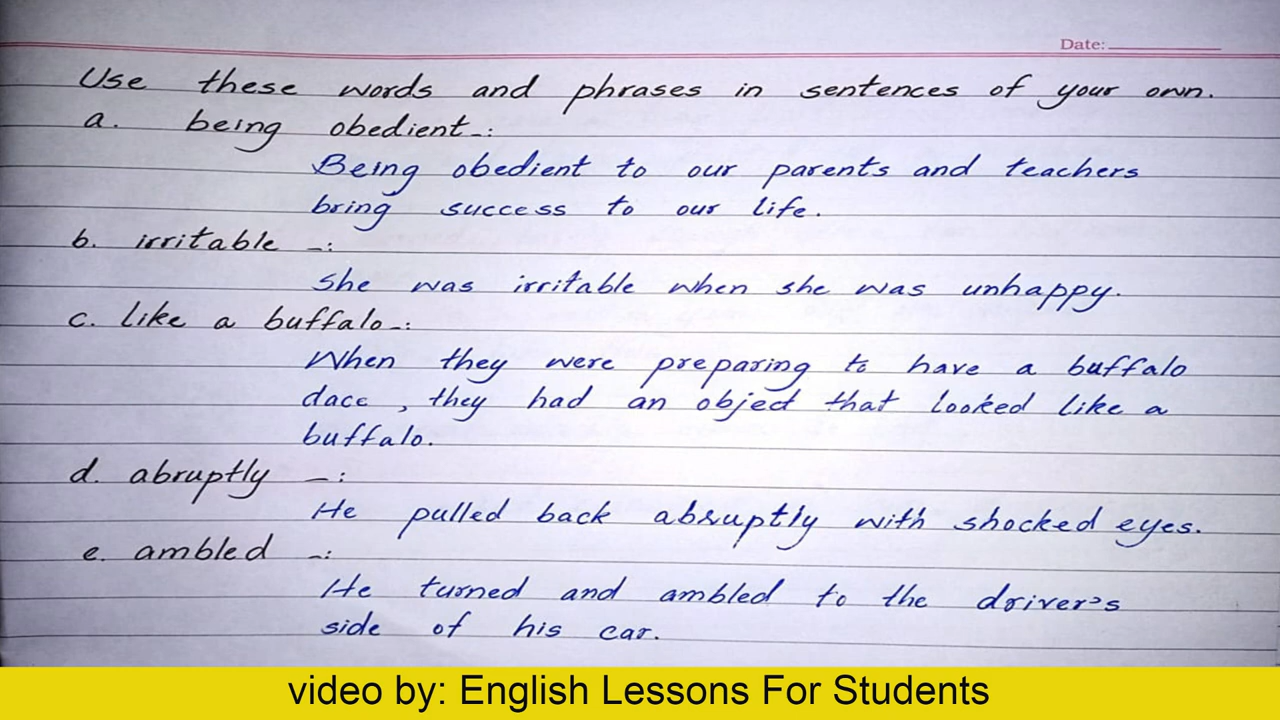 Date:
Use these words and phrases in sentences of your own.
a. being obedient -:
Being obedient to our parents and teachers
bring success to our life.
b. irritable -:
She was irritable when she was unhappy.
c. like a buffalo -:
When they were preparing to have a buffalo
dace, they had an object that looked like a
buffalo.
d. abruptly -:
He pulled back abruptly with shocked eyes.
e. ambled -:
He turned and ambled to the driver's
side of his car.
video by: English Lessons For Students